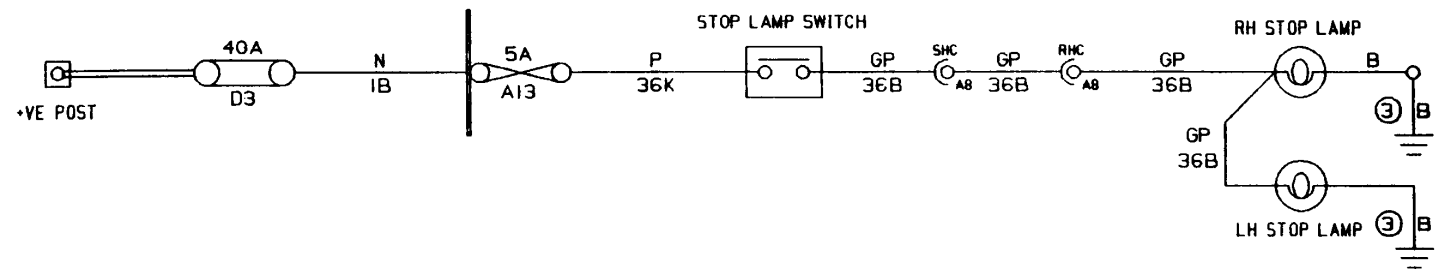 STOP LAMP SWITCH
RH STOP LAMP
40A
N
5A
P
GP
SHC
GP
RHC
GP
B
D3
1B
A13
36K
36B
A8
36B
A8
36B
+VE POST
3
B
GP
36B
LH STOP LAMP
3
B